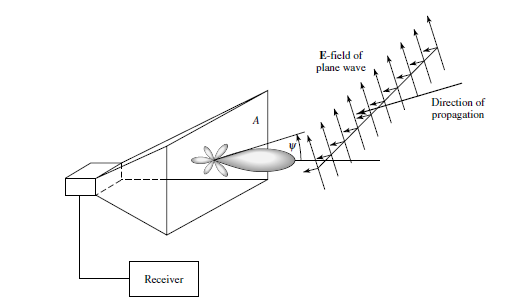 E-field of
plane wave
Direction of
propagation
A
ψ
Receiver